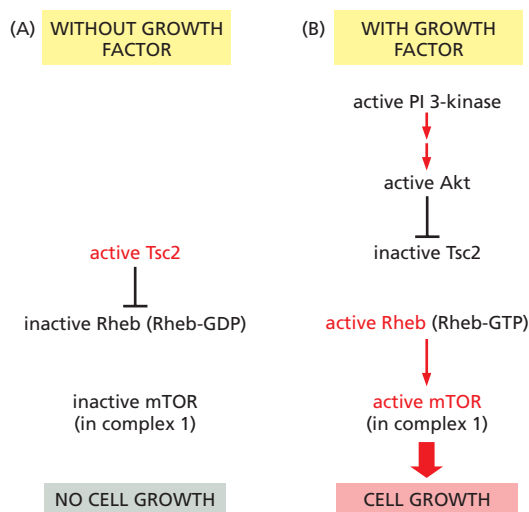 (A) WITHOUT GROWTH
FACTOR
active Tsc2
inactive Rheb (Rheb-GDP)
inactive mTOR
(in complex 1)
NO CELL GROWTH
(B) WITH GROWTH
FACTOR
active PI 3-kinase
active Akt
inactive Tsc2
active Rheb (Rheb-GTP)
active mTOR
(in complex 1)
CELL GROWTH